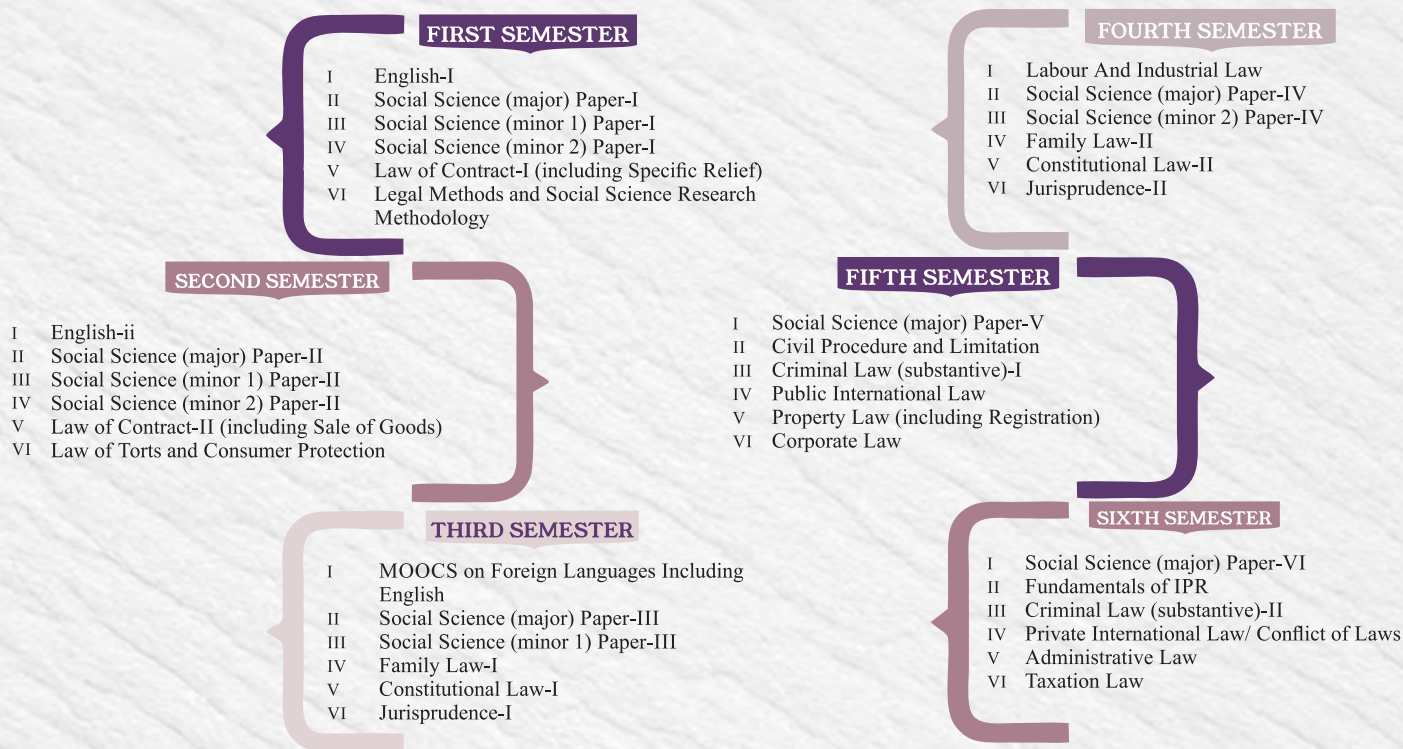 FIRST SEMESTER
I English-I
II Social Science (major) Paper-I
III Social Science (minor 1) Paper-I
IV Social Science (minor 2) Paper-I
V Law of Contract-I (including Specific Relief)
VI Legal Methods and Social Science Research
Methodology
SECOND SEMESTER
I English-ii
II Social Science (major) Paper-II
III Social Science (minor 1) Paper-II
IV Social Science (minor 2) Paper-II
V Law of Contract-II (including Sale of Goods)
VI Law of Torts and Consumer Protection
THIRD SEMESTER
I MOOCS on Foreign Languages Including
English
II Social Science (major) Paper-III
III Social Science (minor 1) Paper-III
IV Family Law-I
V Constitutional Law-I
VI Jurisprudence-I
FOURTH SEMESTER
I Labour And Industrial Law
II Social Science (major) Paper-IV
III Social Science (minor 2) Paper-IV
IV Family Law-II
V Constitutional Law-II
VI Jurisprudence-II
FIFTH SEMESTER
I Social Science (major) Paper-V
II Civil Procedure and Limitation
III Criminal Law (substantive)-I
IV Public International Law
V Property Law (including Registration)
VI Corporate Law
SIXTH SEMESTER
I Social Science (major) Paper-VI
II Fundamentals of IPR
III Criminal Law (substantive)-II
IV Private International Law/ Conflict of Laws
V Administrative Law
VI Taxation Law